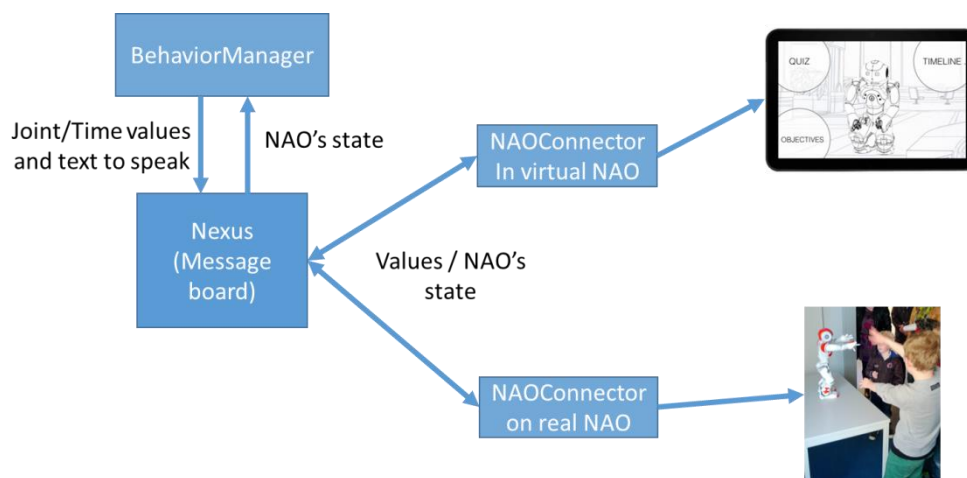 BehaviorManager
Joint/Time values
and text to speak
NAO's state
Nexus
(Message
board)
Values / NAO's
state
NAOConnector
In virtual NAO
NAOConnector
on real NAO
QUIZ
TIMELINE
OBJECTIVES